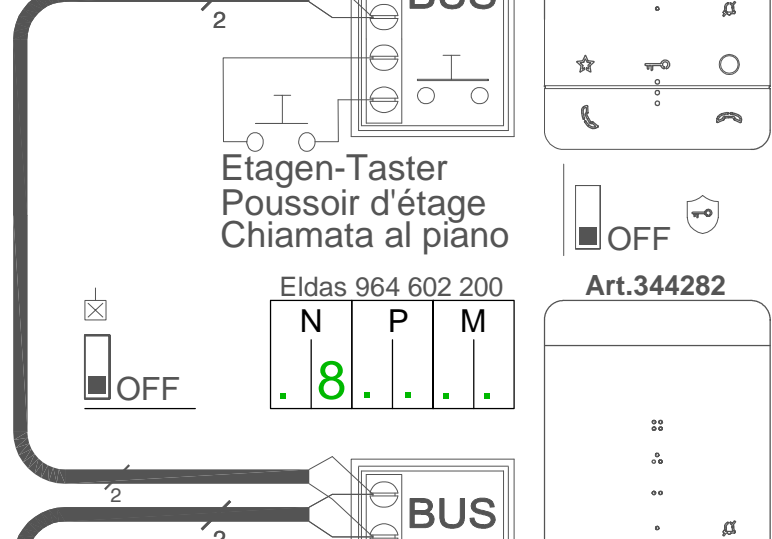 BUS
2
Etagen-Taster
Poussoir d'étage
Chiamata al piano
OFF
Eldas 964 602 200
Art.344282
N P M
. 8 . . . .
OFF
2
BUS
2